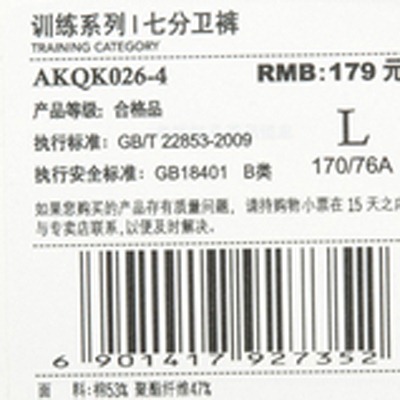 训练系列 | 七分卫裤
TRAINING CATEGORY
AKQK026-4 RMB:179 元
产品等级：合格品
执行标准：GB/T 22853-2009
L
执行安全标准：GB18401 B类
170/76A
如果您购买的产品存有质量问题，请持购物小票在 15 天之内
与专卖店联系,以便及时解决。
6 901417 927352
面 料:棉53% 聚酯纤维47%